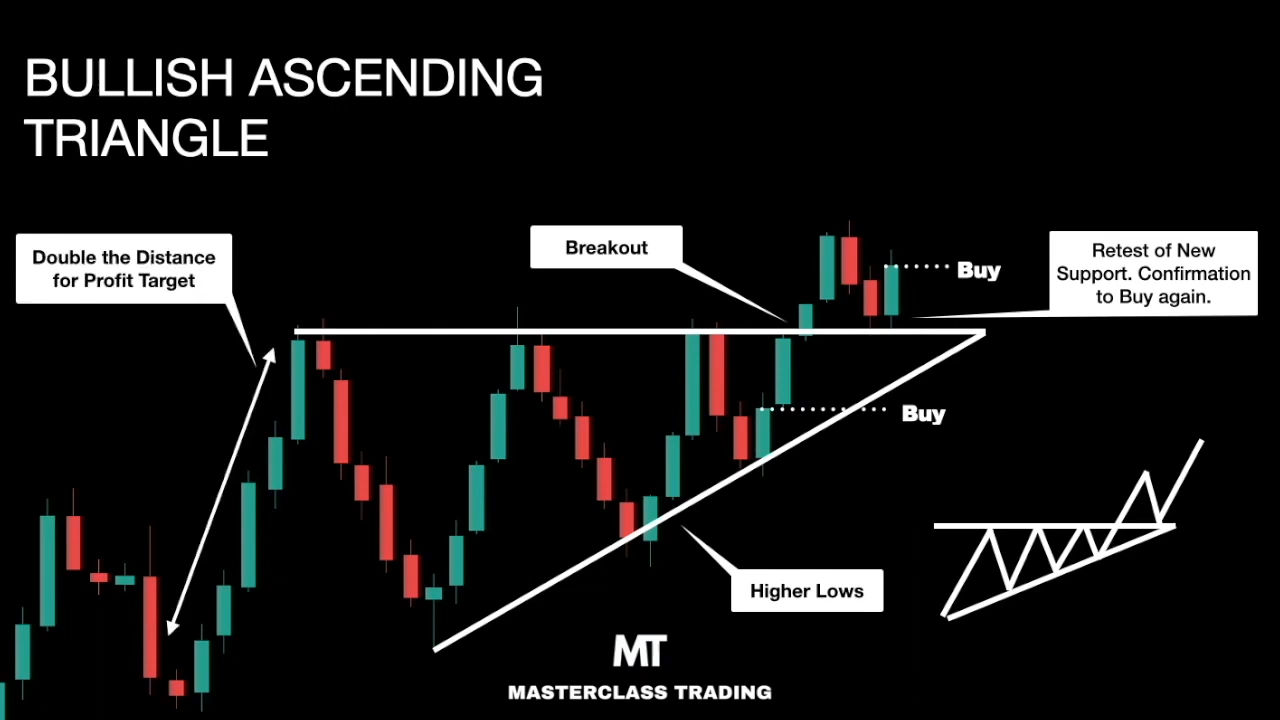 BULLISH ASCENDING
TRIANGLE
Double the Distance
for Profit Target
Breakout
Buy
Retest of New
Support. Confirmation
to Buy again.
Buy
Higher Lows
MT
MASTERCLASS TRADING